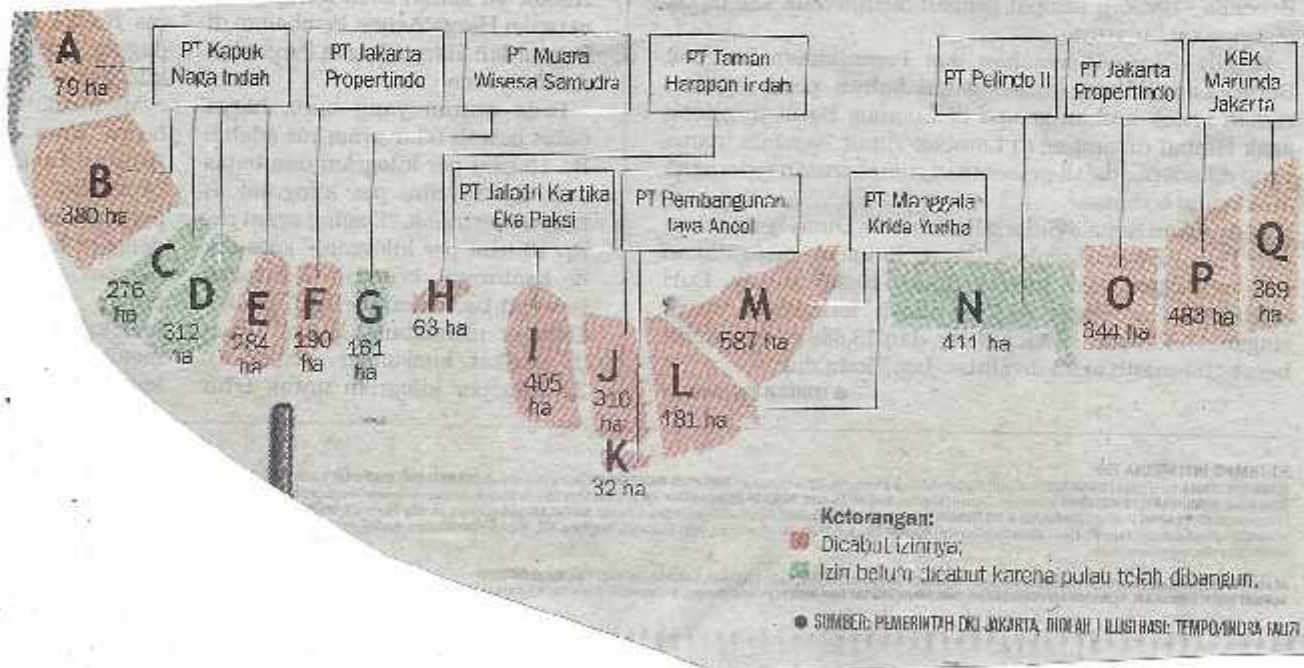 A
79 ha
PT Kapuk
Naga Indah
PT Jakarta
Propertindo
PT Muara
Wisesa Samudra
PT Taman
Harapan Indah
PT Pelindo II
PT Jakarta
Propertindo
KEK
Marunda
Jakarta
B
380 ha
PT Jaladri Kartika
Eka Paksi
PT Pembangunan
Jaya Ancol
PT Manggala
Krida Yudha
C
276
ha
D
312
ha
E
284
ha
F
190
ha
G
161
ha
H
63 ha
I
405
ha
J
310
ha
K
32 ha
L
481 ha
M
587 ha
N
411 ha
O
344 ha
P
483 ha
Q
369
ha
Keterangan:
Dicabut izinnya;
Izin belum dicabut karena pulau telah dibangun.
● SUMBER: PEMERINTAH DKI JAKARTA, DIOLAH | ILUSTRASI: TEMPO/INDRA FAUZI